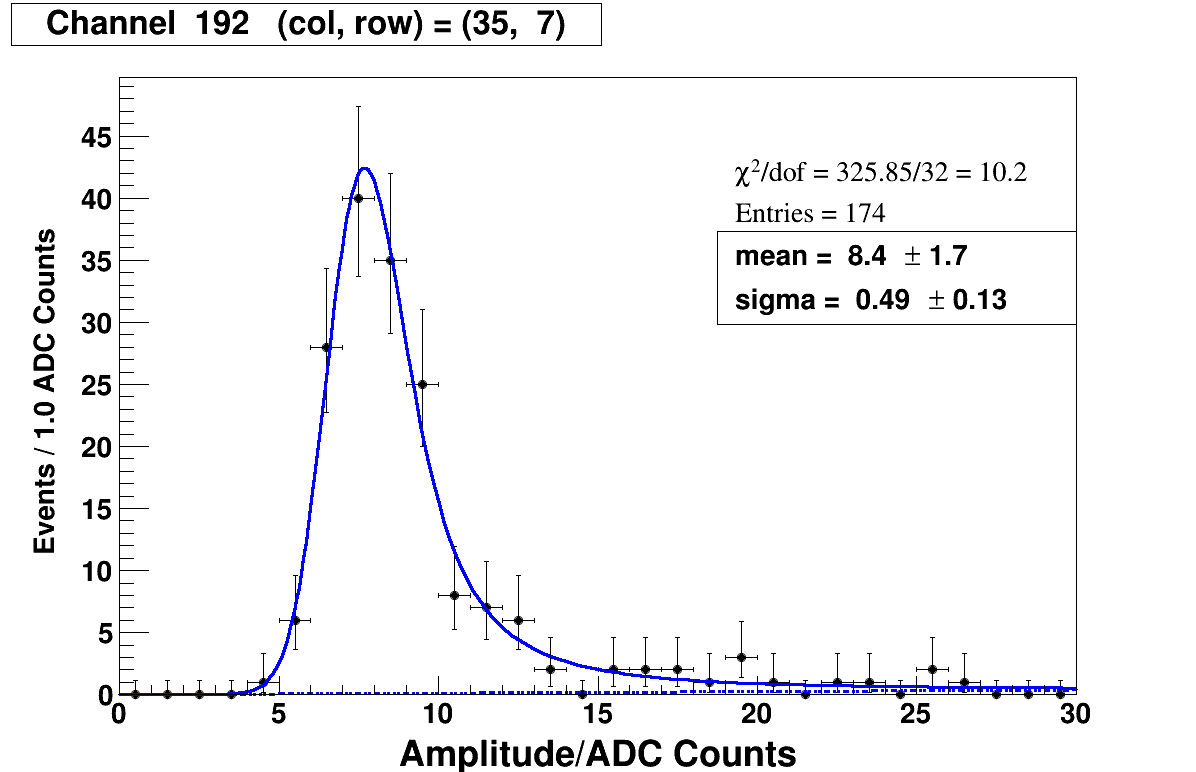 Channel 192 (col, row) = (35, 7)
χ²/dof = 325.85/32 = 10.2
Entries = 174
mean = 8.4 ± 1.7
sigma = 0.49 ± 0.13
Events / 1.0 ADC Counts
45
40
35
30
25
20
15
10
5
0
0 5 10 15 20 25 30
Amplitude/ADC Counts